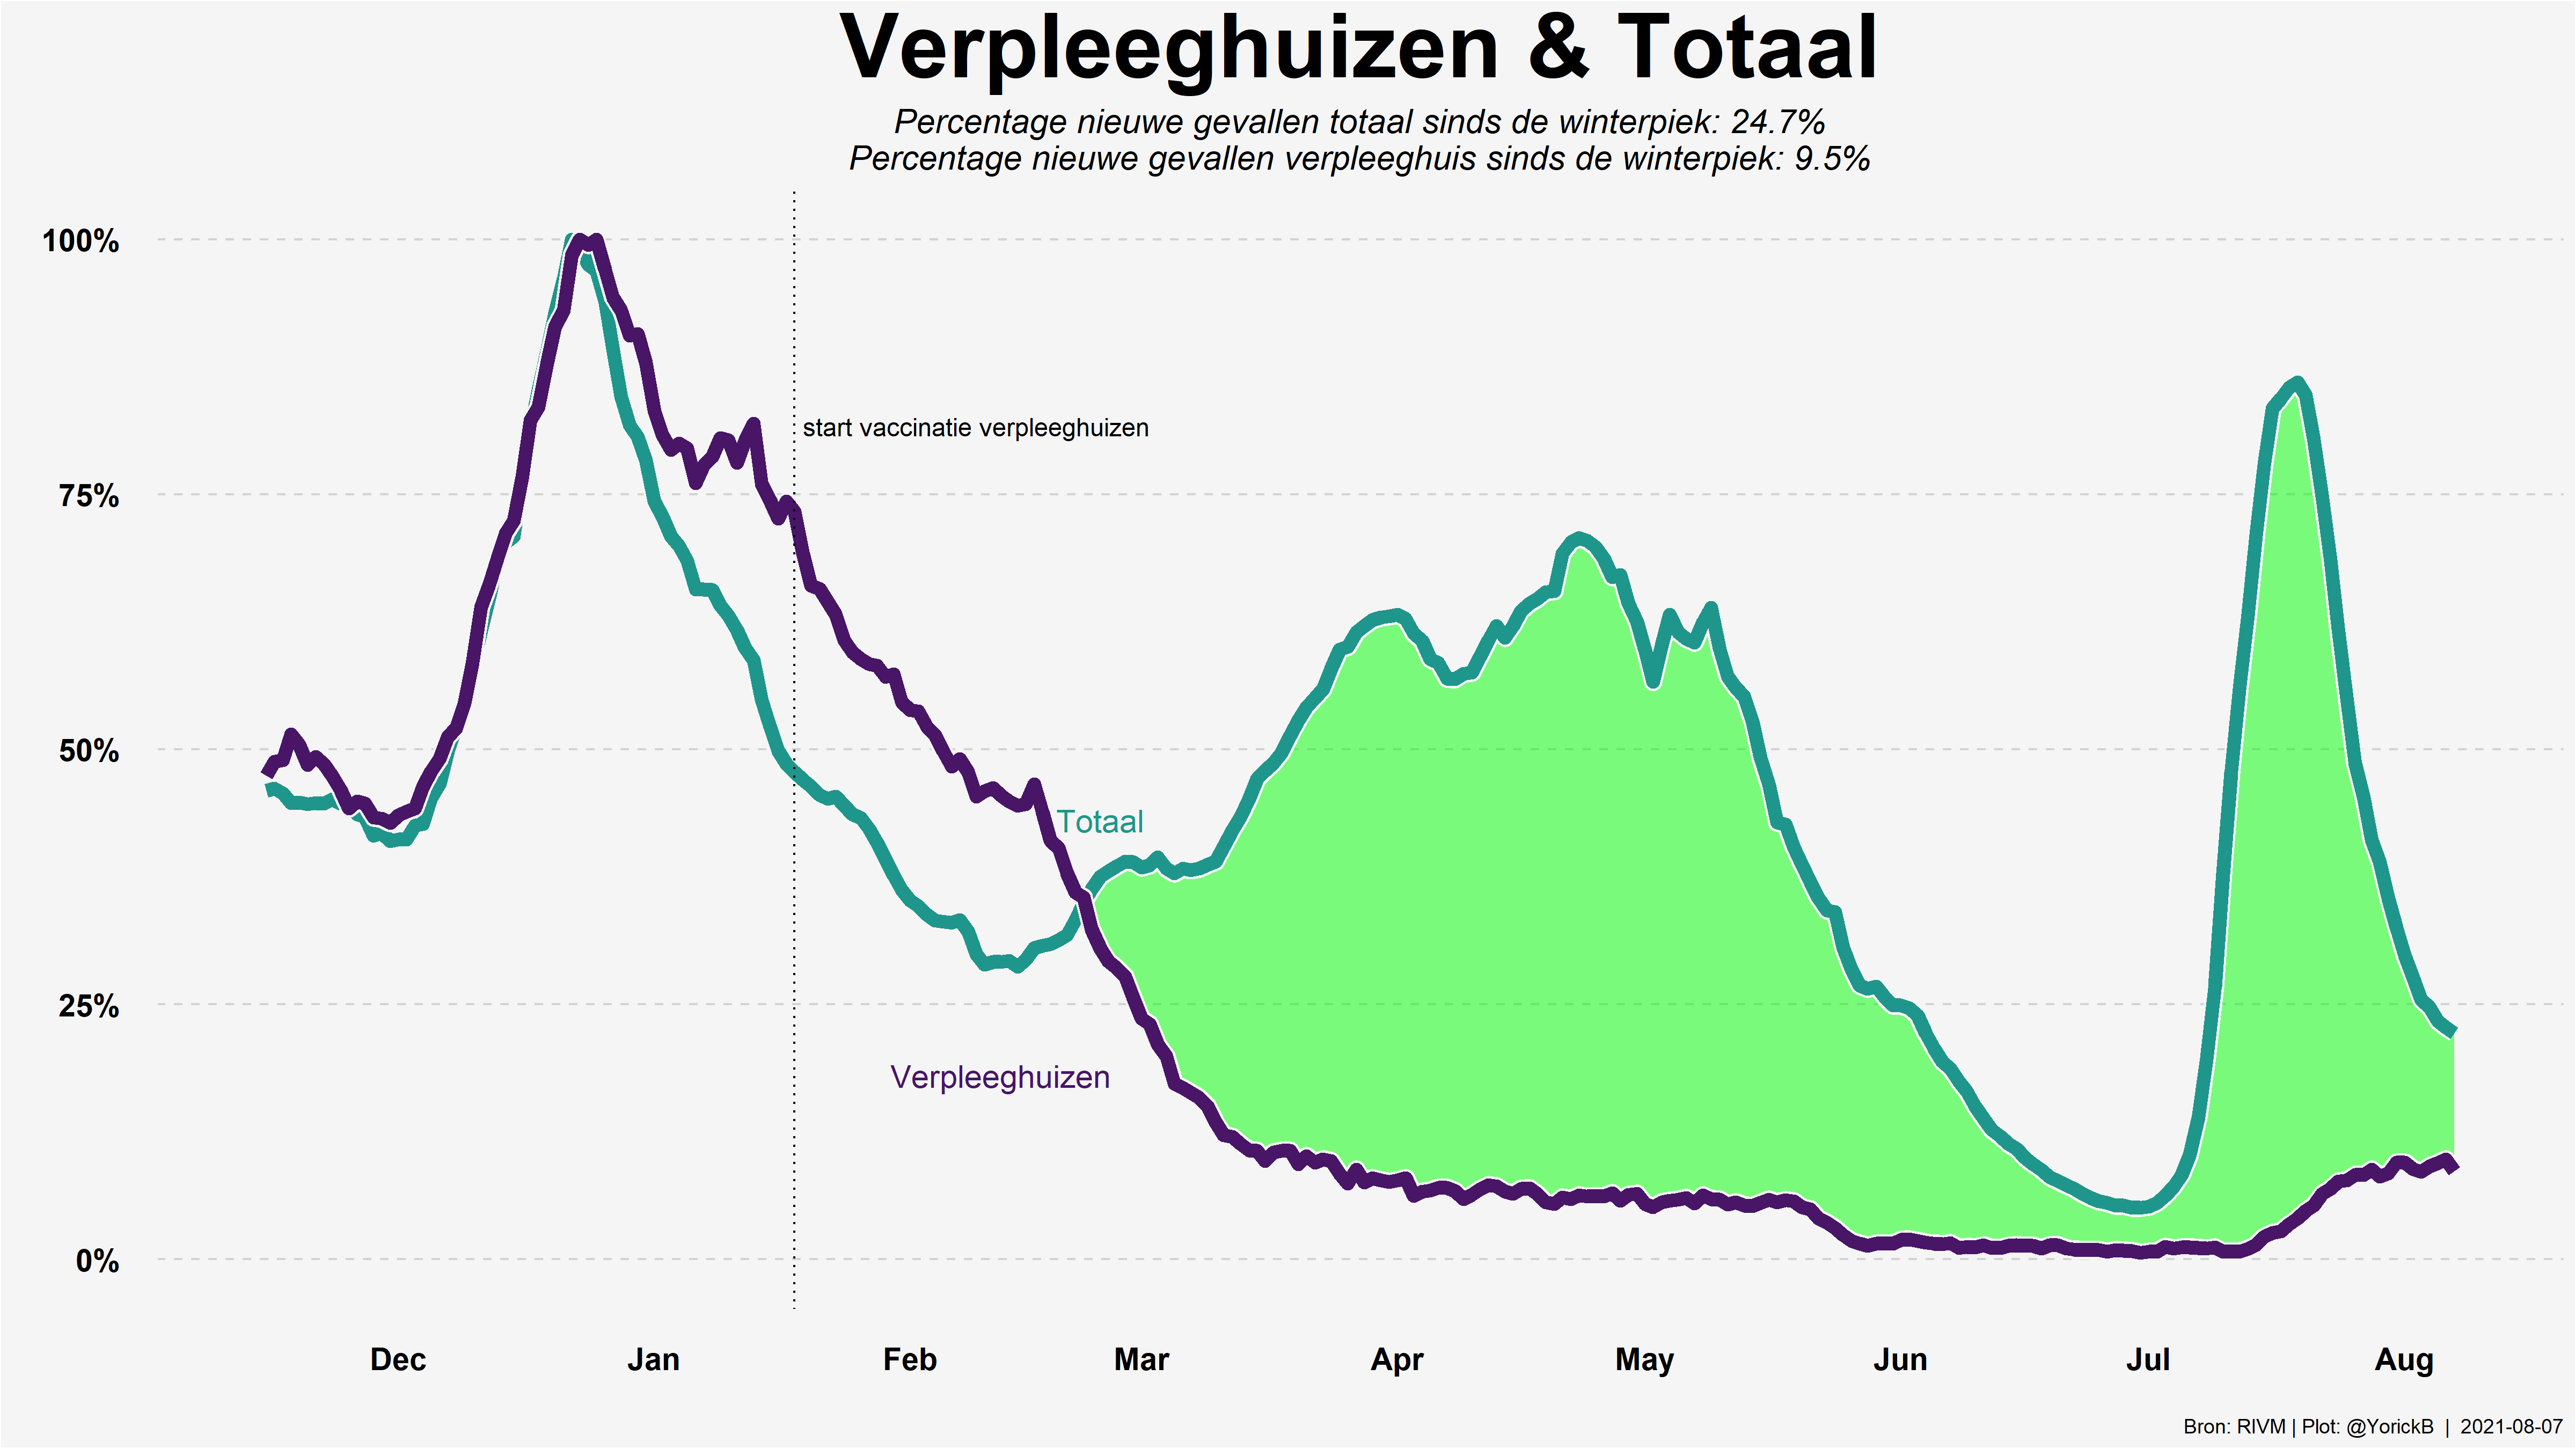 Verpleeghuizen & Totaal
Percentage nieuwe gevallen totaal sinds de winterpiek: 24.7%
Percentage nieuwe gevallen verpleeghuis sinds de winterpiek: 9.5%
100%
start vaccinatie verpleeghuizen
75%
50%
Totaal
25%
Verpleeghuizen
0%
Dec Jan Feb Mar Apr May Jun Jul Aug
Bron: RIVM | Plot: @YorickB | 2021-08-07